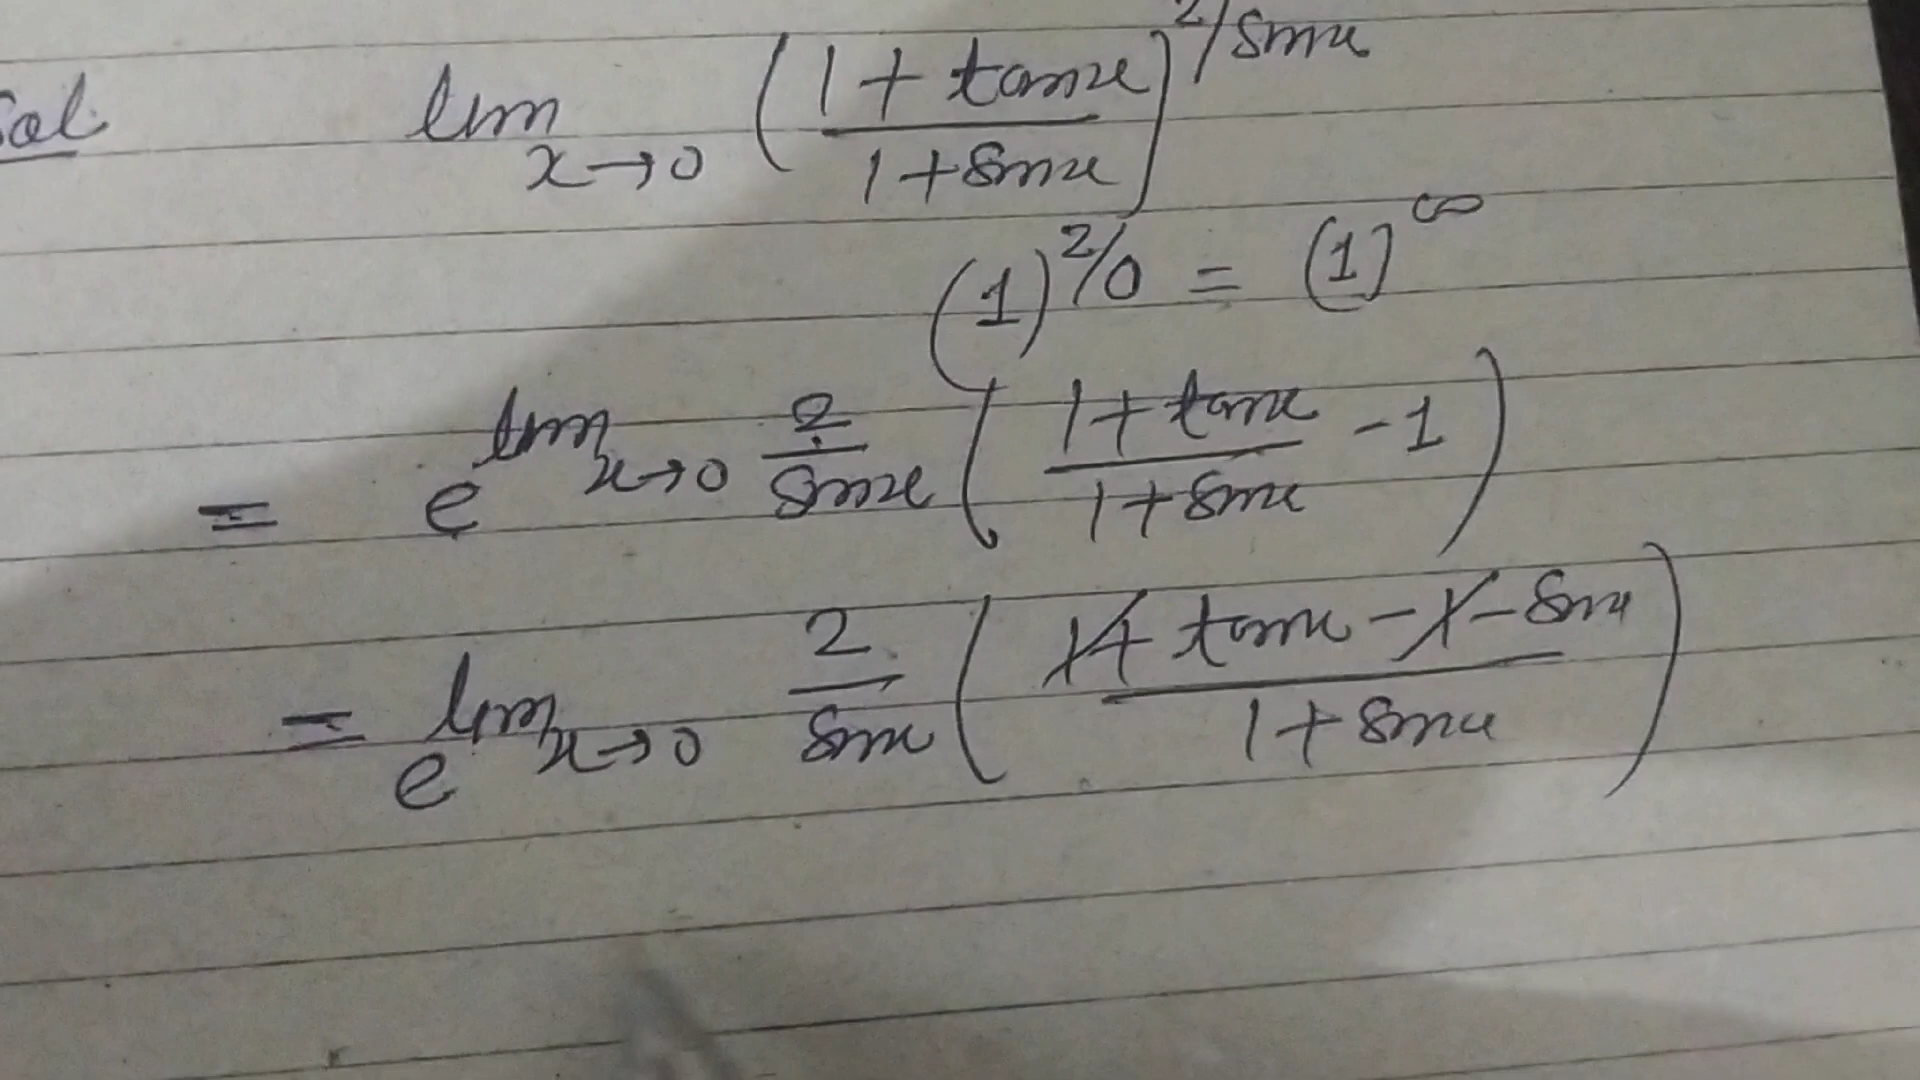 Sol. lim x→0 ((1 + tanx)/(1 + sinx))^2/sinx
(1)^2/0 = (1)^∞
= e^lim x→0 2/sinx ((1 + tanx)/(1 + sinx) - 1)
= e^lim x→0 2/sinx ((1 + tanx - 1 - sinx)/(1 + sinx))